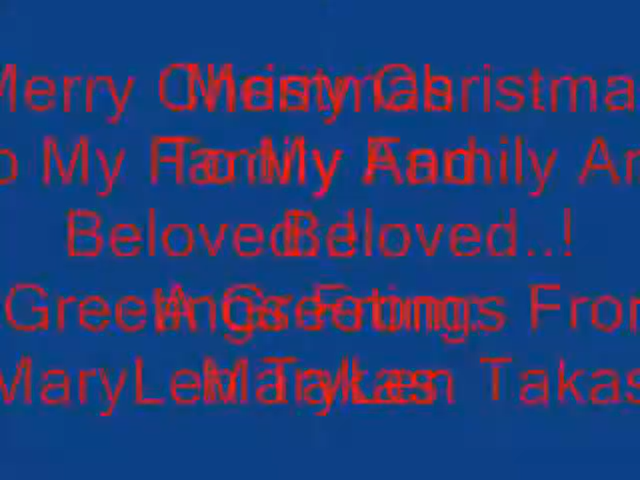 Merry Christmas
To My Family And
Beloved..!
A Greetings From:
MaryLen Takas